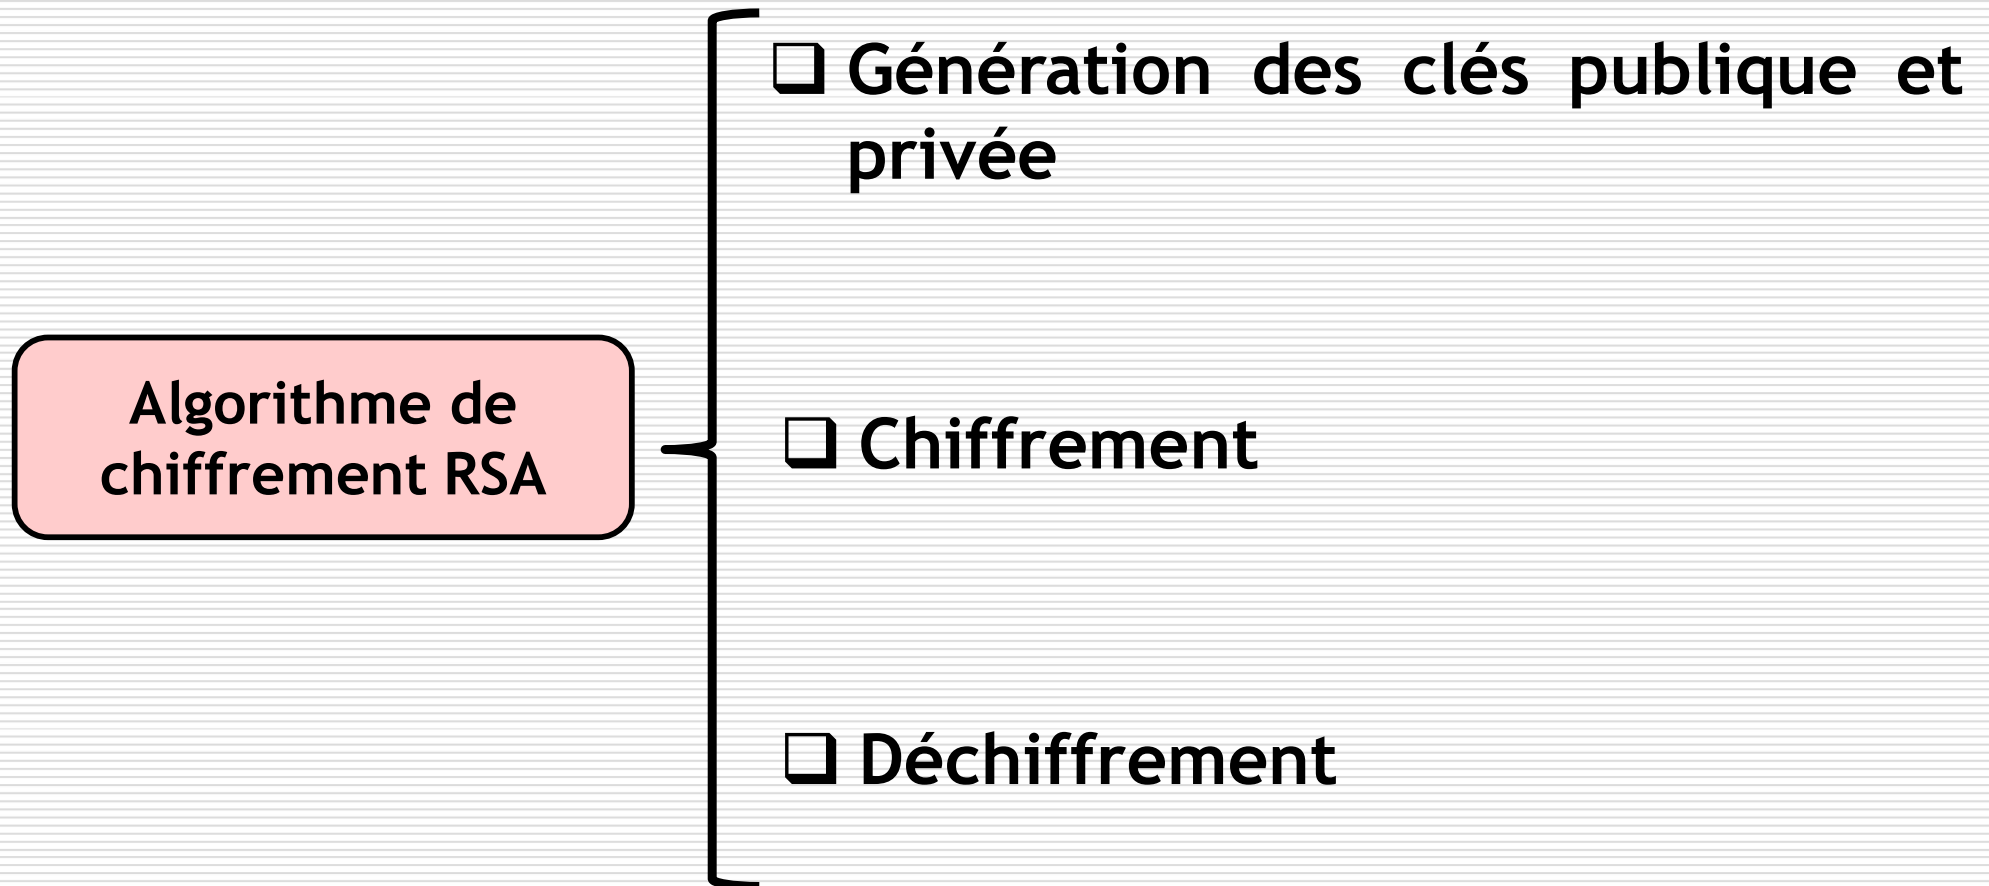 Génération des clés publique et
privée
Algorithme de
chiffrement RSA
Chiffrement
Déchiffrement